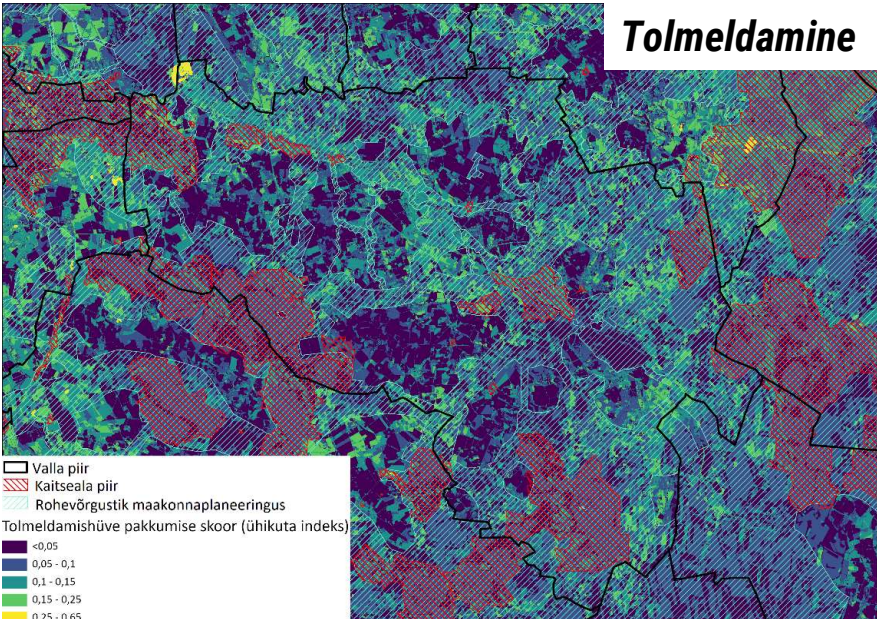 Tolmeldamine
Valla piir
Kaitseala piir
Rohevõrgustik maakonnaplaneeringus
Tolmeldamishüve pakkumise skoor (ühikuta indeks)
<0,05
0,05 - 0,1
0,1 - 0,15
0,15 - 0,25
0,25 - 0,65